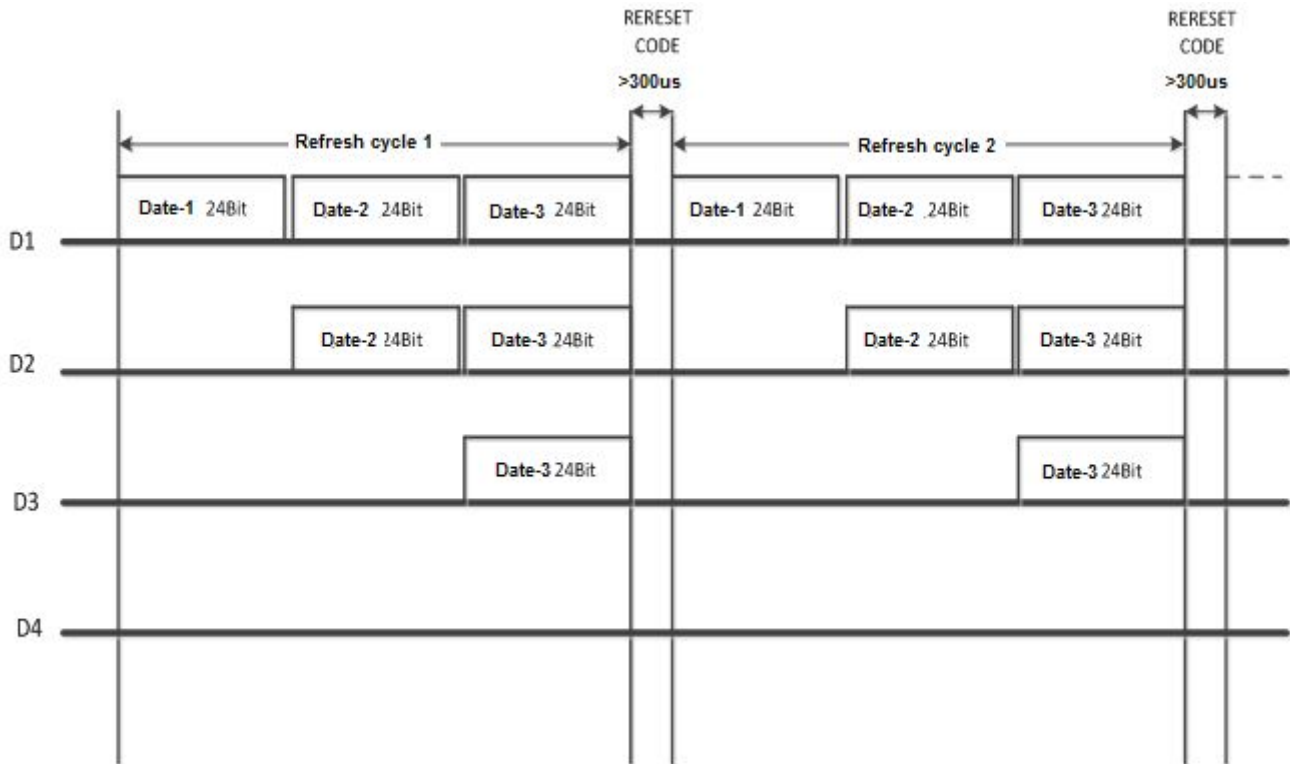 RERESET
CODE
>300us
RERESET
CODE
>300us
Refresh cycle 1
Refresh cycle 2
Date-1 24Bit
Date-2 24Bit
Date-3 24Bit
Date-1 24Bit
Date-2 .24Bit
Date-3 24Bit
D1
Date-2 24Bit
Date-3 24Bit
Date-2 24Bit
Date-3 24Bit
D2
Date-3 24Bit
Date-3 24Bit
D3
D4